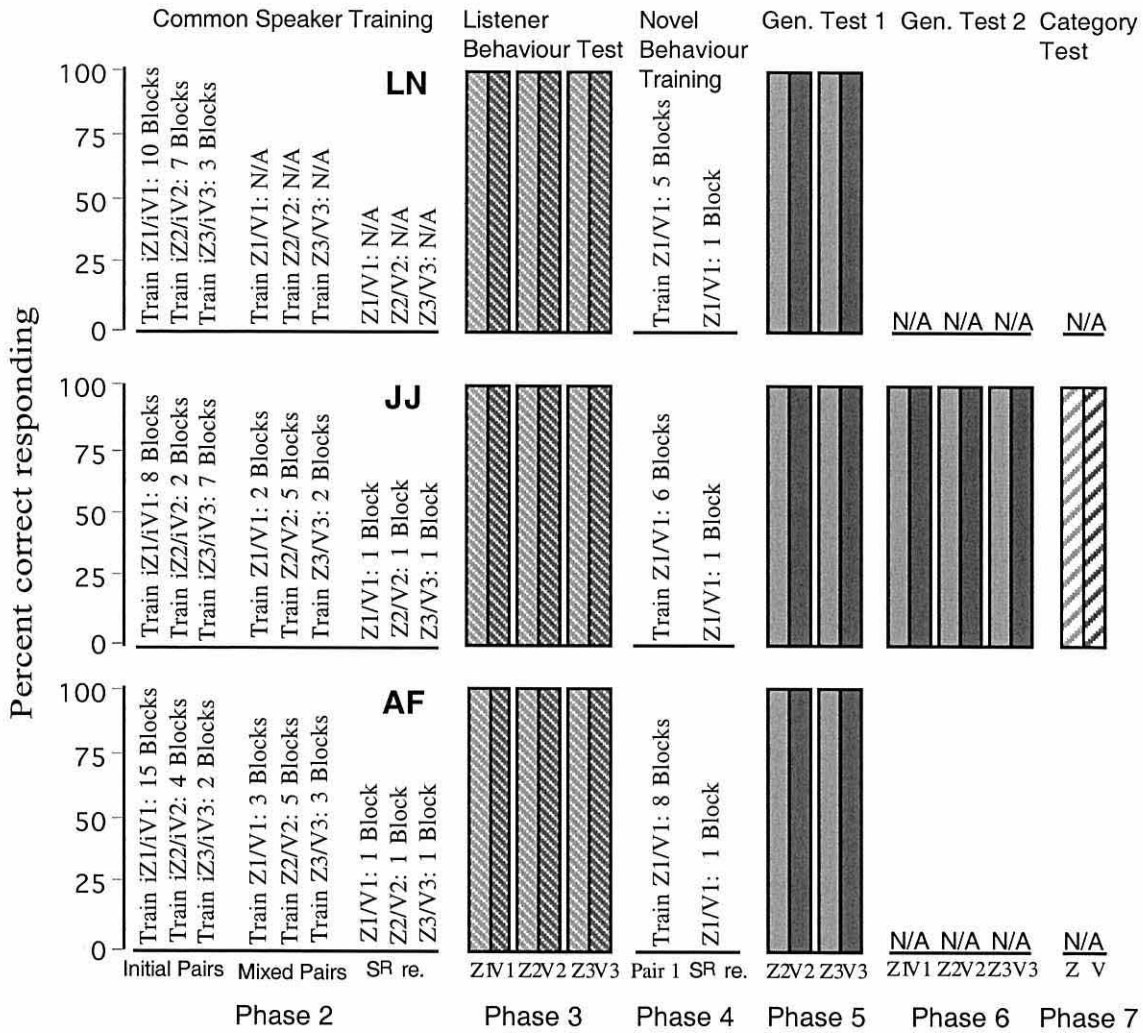 Common Speaker Training
Listener
Behaviour Test
Novel
Behaviour
Training
Gen. Test 1
Gen. Test 2
Category
Test
Percent correct responding
100
75
50
25
0
LN
Train iZ1/iV1: 10 Blocks
Train iZ2/iV2: 7 Blocks
Train iZ3/iV3: 3 Blocks
Train Z1/V1: N/A
Train Z2/V2: N/A
Train Z3/V3: N/A
Z1/V1: N/A
Z2/V2: N/A
Z3/V3: N/A
Train Z1/V1: 5 Blocks
Z1/V1: 1 Block
N/A N/A N/A
N/A
100
75
50
25
0
JJ
Train iZ1/iV1: 8 Blocks
Train iZ2/iV2: 2 Blocks
Train iZ3/iV3: 7 Blocks
Train Z1/V1: 2 Blocks
Train Z2/V2: 5 Blocks
Train Z3/V3: 2 Blocks
Z1/V1: 1 Block
Z2/V2: 1 Block
Z3/V3: 1 Block
Train Z1/V1: 6 Blocks
Z1/V1: 1 Block
100
75
50
25
0
AF
Train iZ1/iV1: 15 Blocks
Train iZ2/iV2: 4 Blocks
Train iZ3/iV3: 2 Blocks
Train Z1/V1: 3 Blocks
Train Z2/V2: 5 Blocks
Train Z3/V3: 3 Blocks
Z1/V1: 1 Block
Z2/V2: 1 Block
Z3/V3: 1 Block
Train Z1/V1: 8 Blocks
Z1/V1: 1 Block
N/A N/A N/A
N/A
Initial Pairs Mixed Pairs SR re.
Z1V1 Z2V2 Z3V3
Pair 1 SR re.
Z2V2 Z3V3
Z1V1 Z2V2 Z3V3
Z V
Phase 2 Phase 3 Phase 4 Phase 5 Phase 6 Phase 7